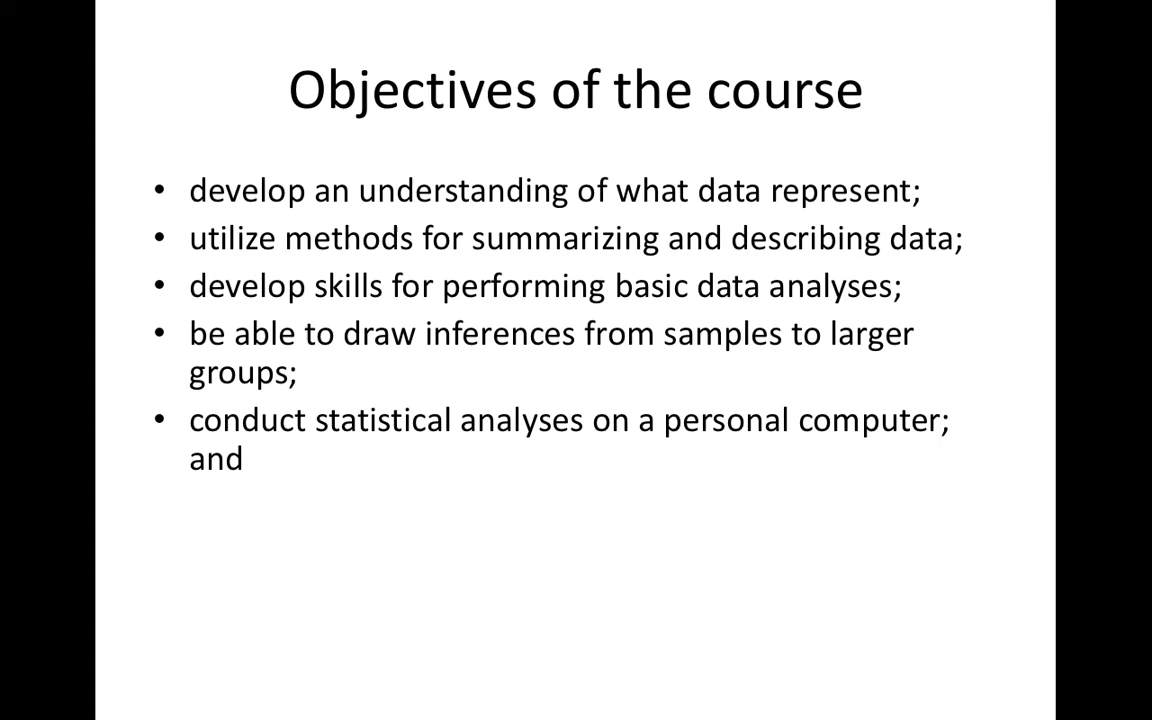 Objectives of the course
• develop an understanding of what data represent;
• utilize methods for summarizing and describing data;
• develop skills for performing basic data analyses;
• be able to draw inferences from samples to larger
groups;
• conduct statistical analyses on a personal computer;
and